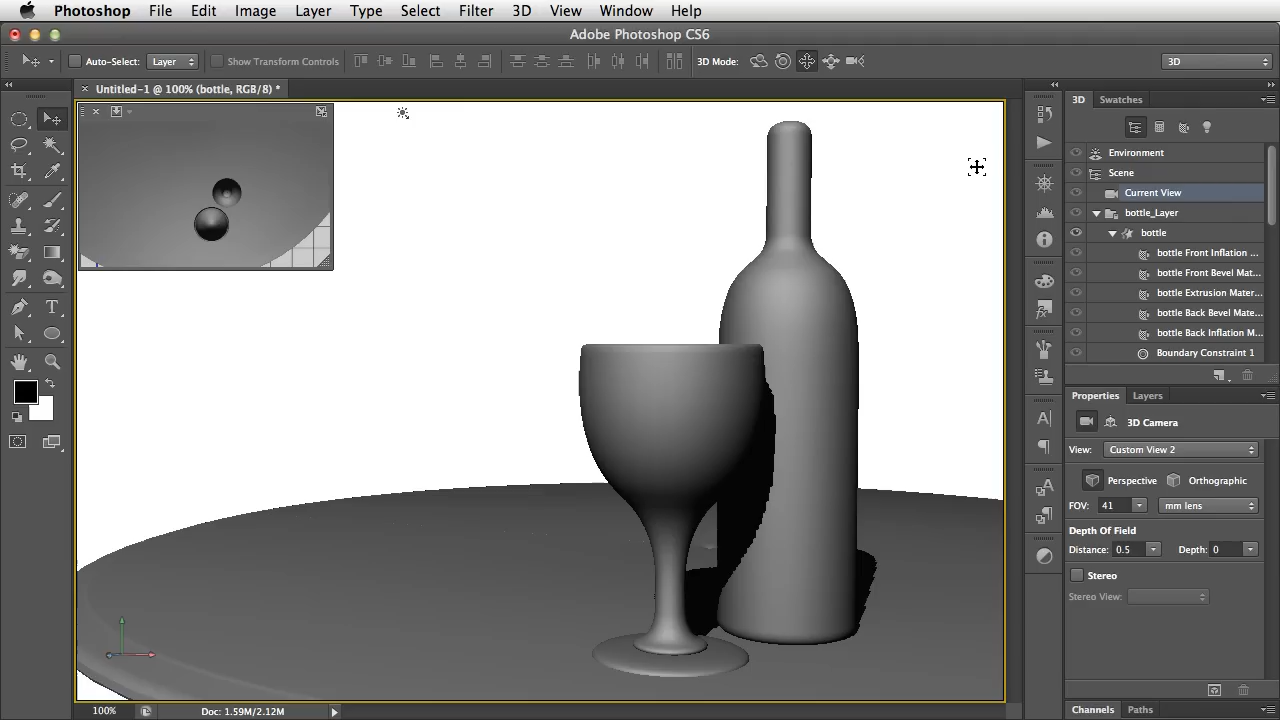 Photoshop File Edit Image Layer Type Select Filter 3D View Window Help
Adobe Photoshop CS6
Auto-Select: Layer Show Transform Controls 3D Mode: 3D
Untitled-1 @ 100% (bottle, RGB/8) *
3D Swatches
Environment
Scene
Current View
bottle_Layer
bottle
bottle Front Inflation ...
bottle Front Bevel Mat...
bottle Extrusion Mater...
bottle Back Bevel Mate...
bottle Back Inflation M...
Boundary Constraint 1
Properties Layers
3D Camera
View: Custom View 2
Perspective Orthographic
FOV: 41 mm lens
Depth Of Field
Distance: 0.5 Depth: 0
Stereo
Stereo View:
100% Doc: 1.59M/2.12M
Channels Paths